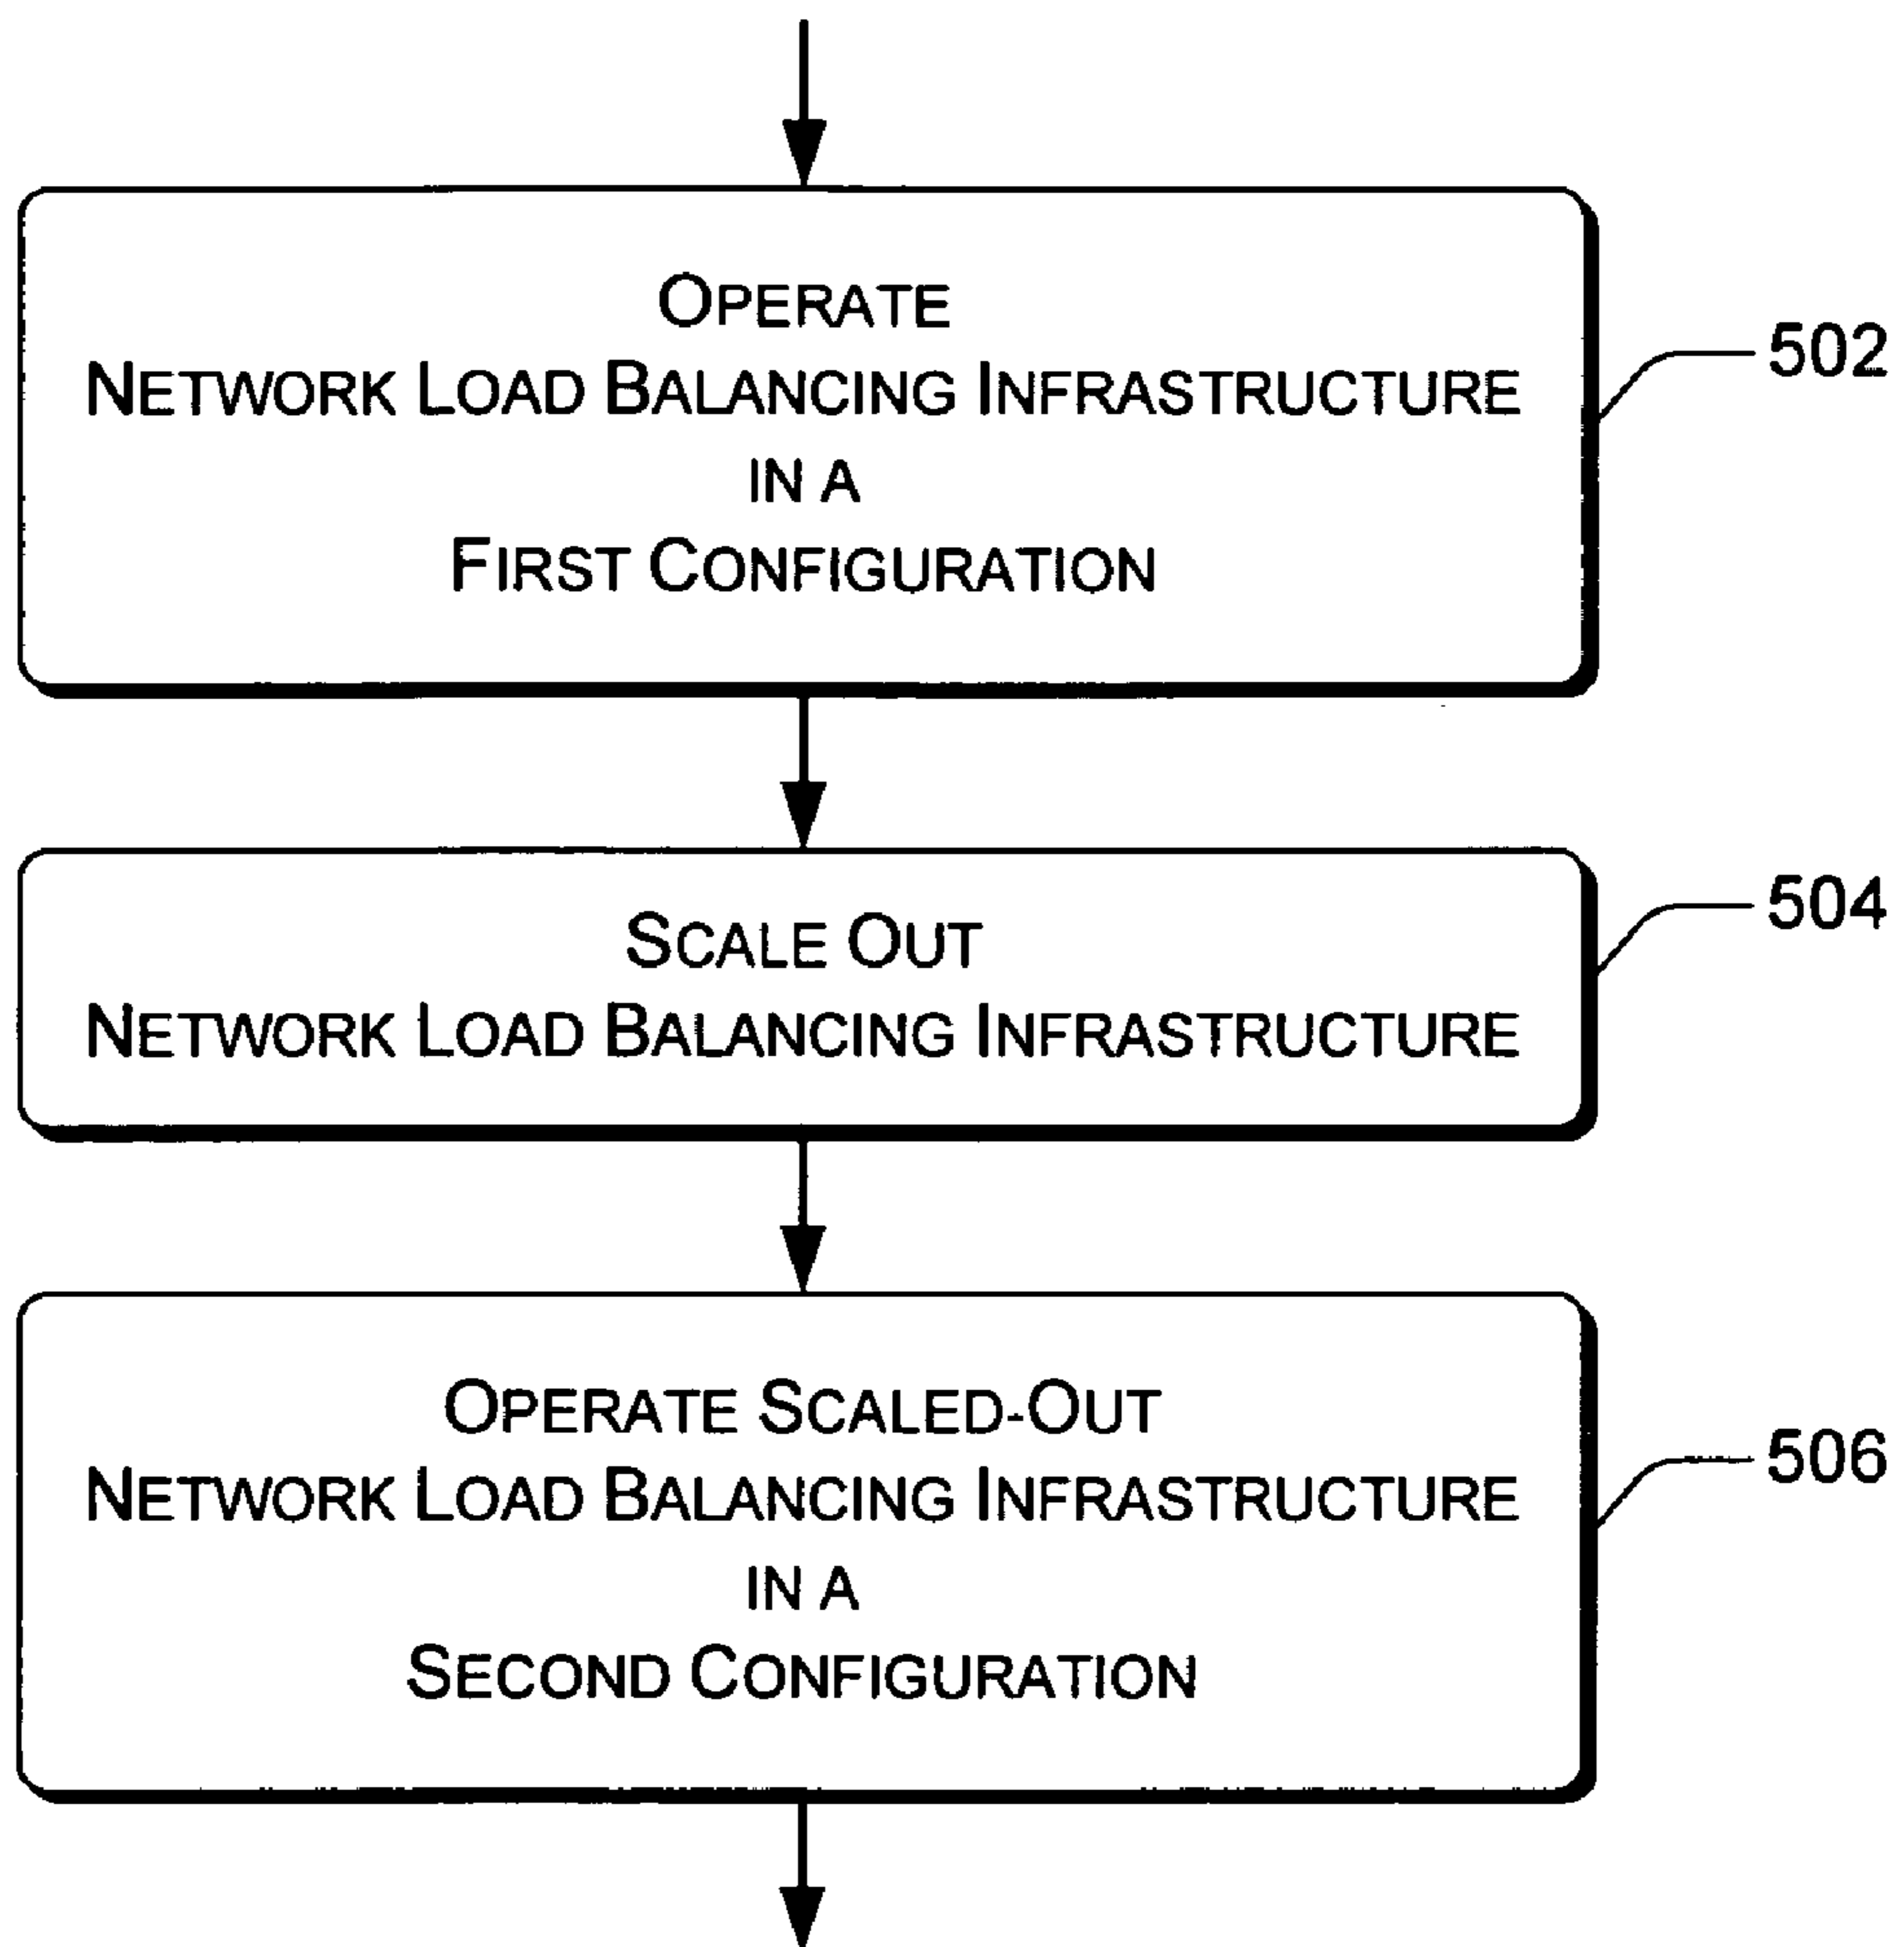 OPERATE
NETWORK LOAD BALANCING INFRASTRUCTURE
IN A
FIRST CONFIGURATION
502
SCALE OUT
NETWORK LOAD BALANCING INFRASTRUCTURE
504
OPERATE SCALED-OUT
NETWORK LOAD BALANCING INFRASTRUCTURE
IN A
SECOND CONFIGURATION
506